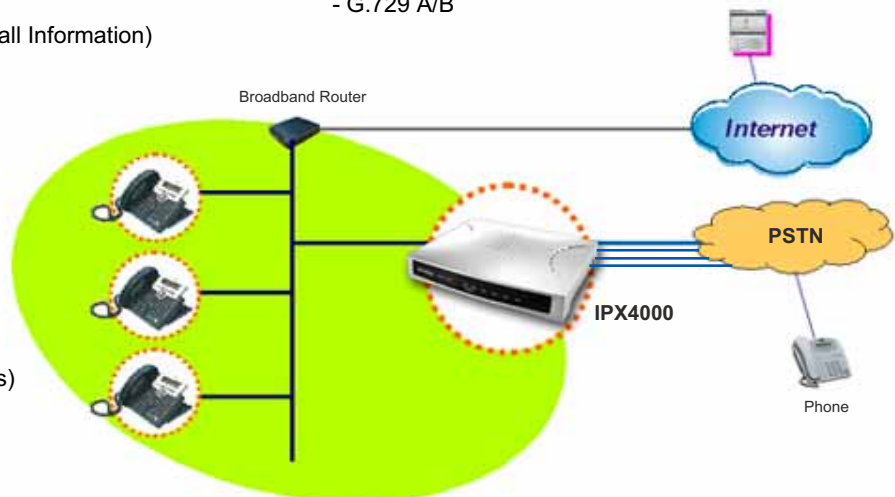 - G.729 A/B
all Information)
Broadband Router
Internet
PSTN
IPX4000
s)
Phone